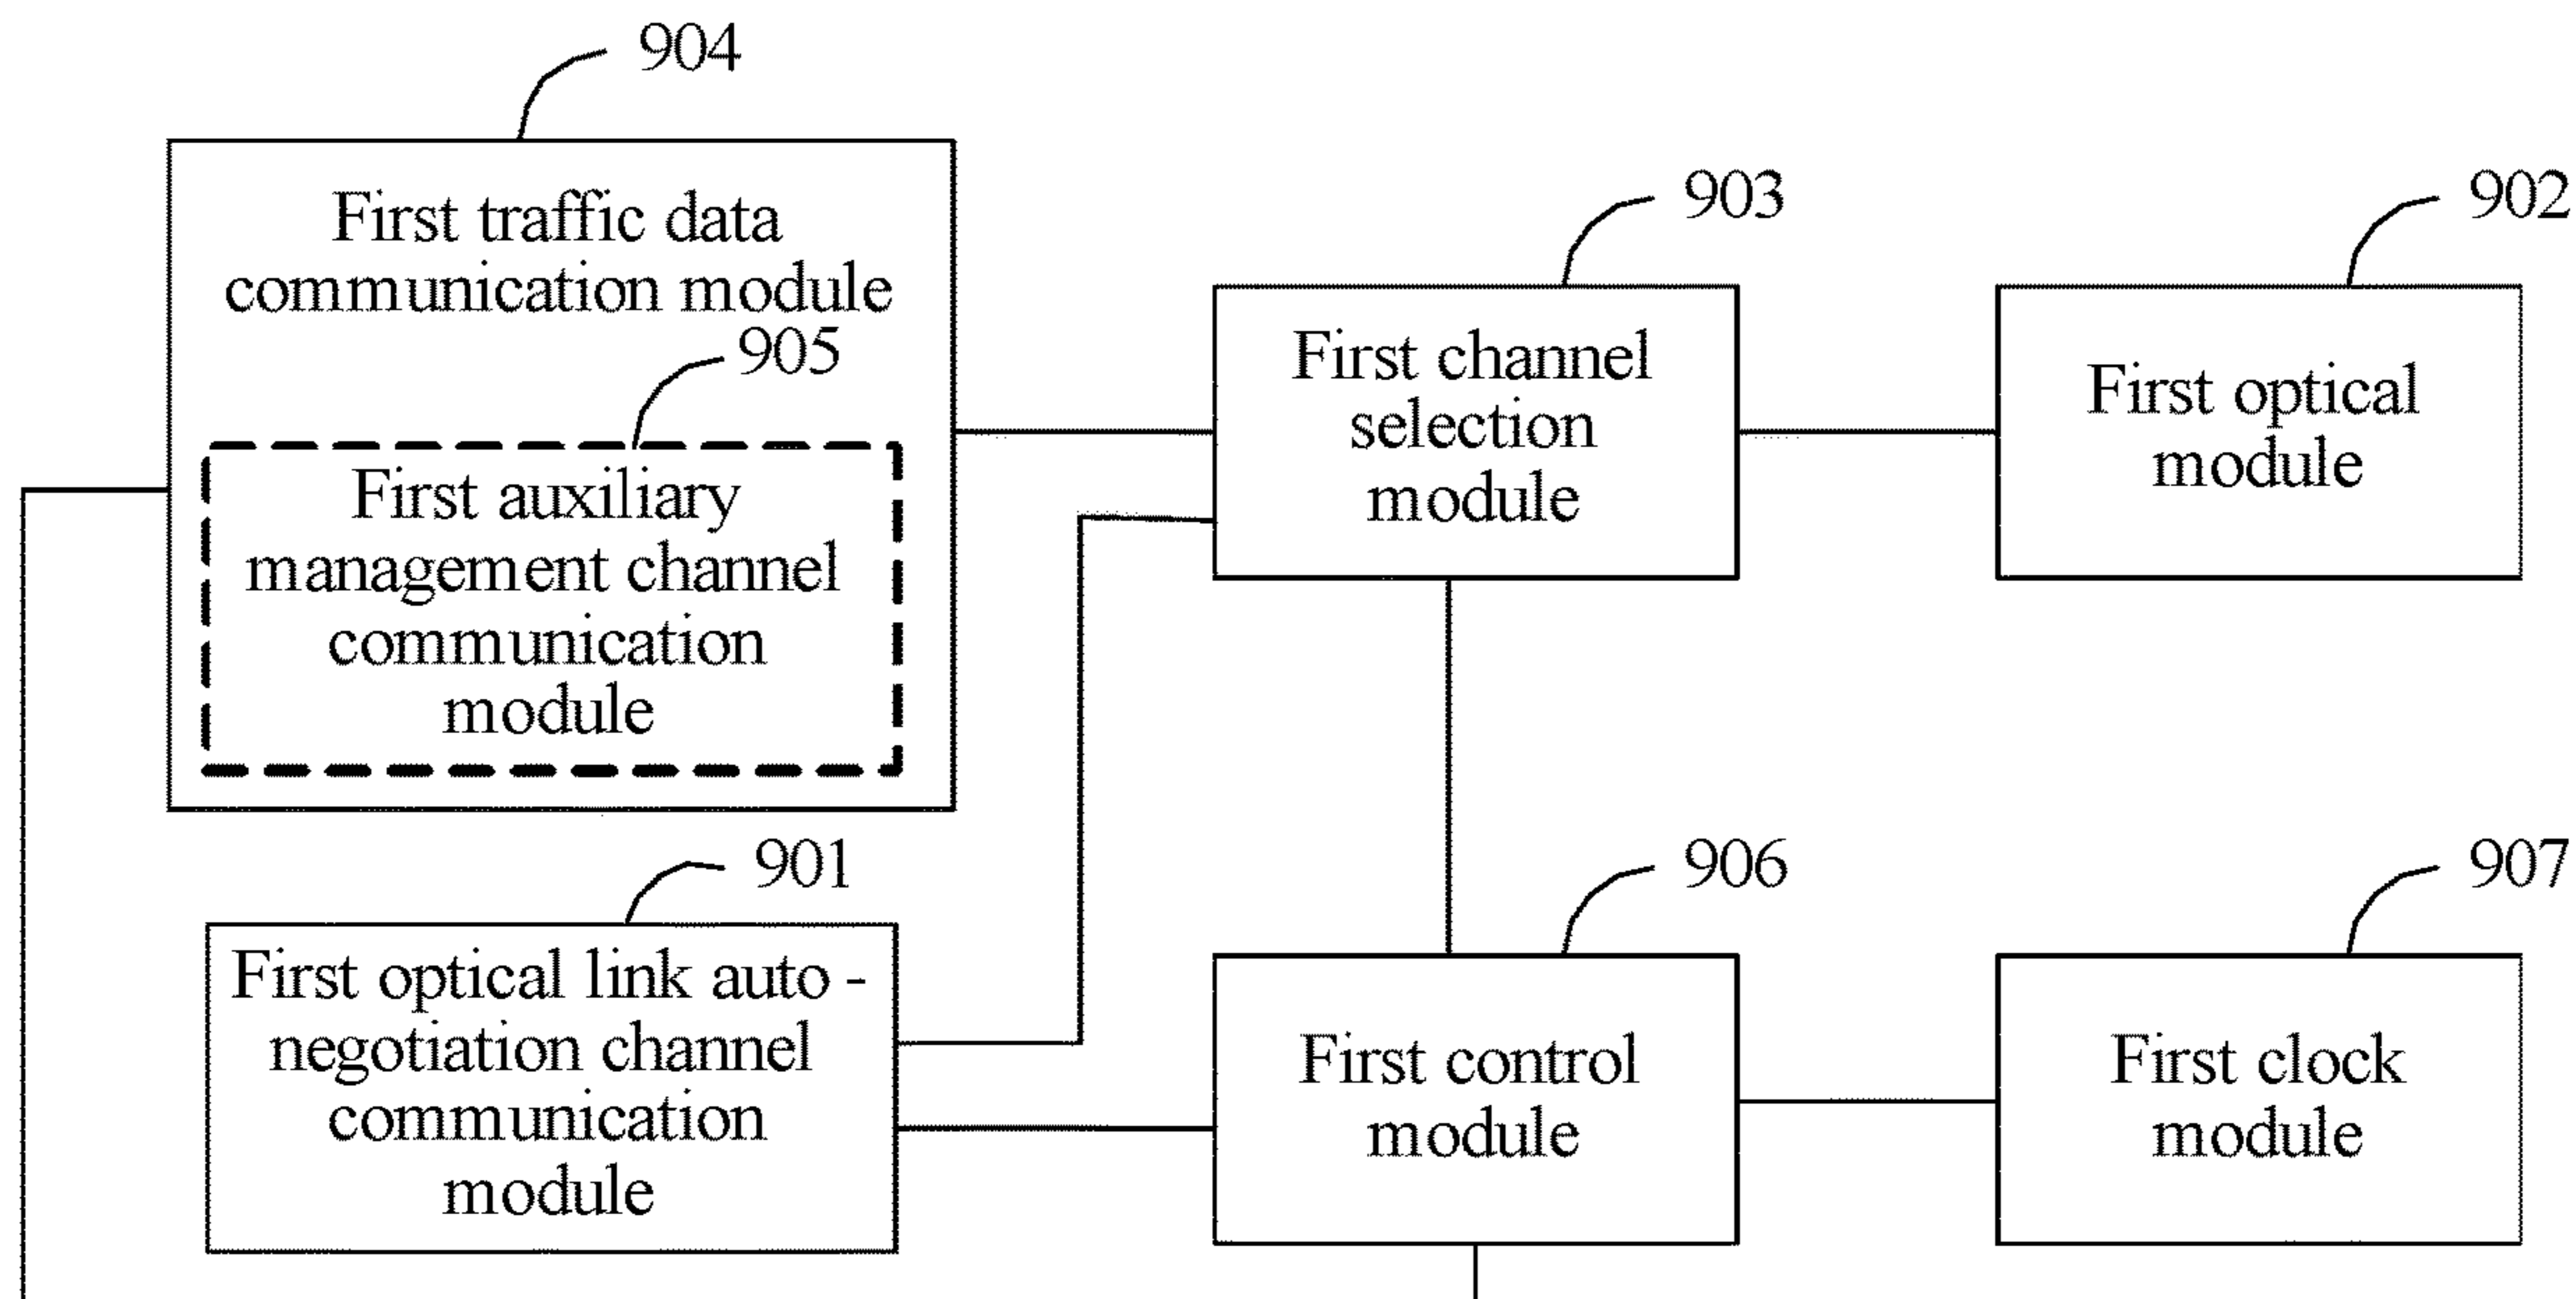 904
First traffic data
communication module
905
First auxiliary
management channel
communication
module
903
First channel
selection
module
902
First optical
module
901
First optical link auto -
negotiation channel
communication
module
906
First control
module
907
First clock
module